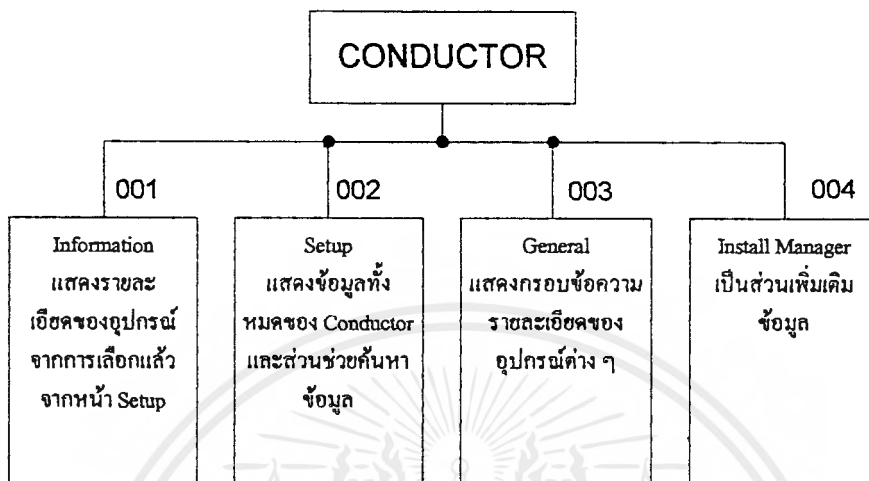 CONDUCTOR
001
Information
แสดงรายละ
เอียดของอุปกรณ์
จากการเลือกแล้ว
จากหน้า Setup
002
Setup
แสดงข้อมูลทั้ง
หมดของ Conductor
และส่วนช่วยค้นหา
ข้อมูล
003
General
แสดงกรอบข้อความ
รายละเอียดของ
อุปกรณ์ต่าง ๆ
004
Install Manager
เป็นส่วนเพิ่มเติม
ข้อมูล